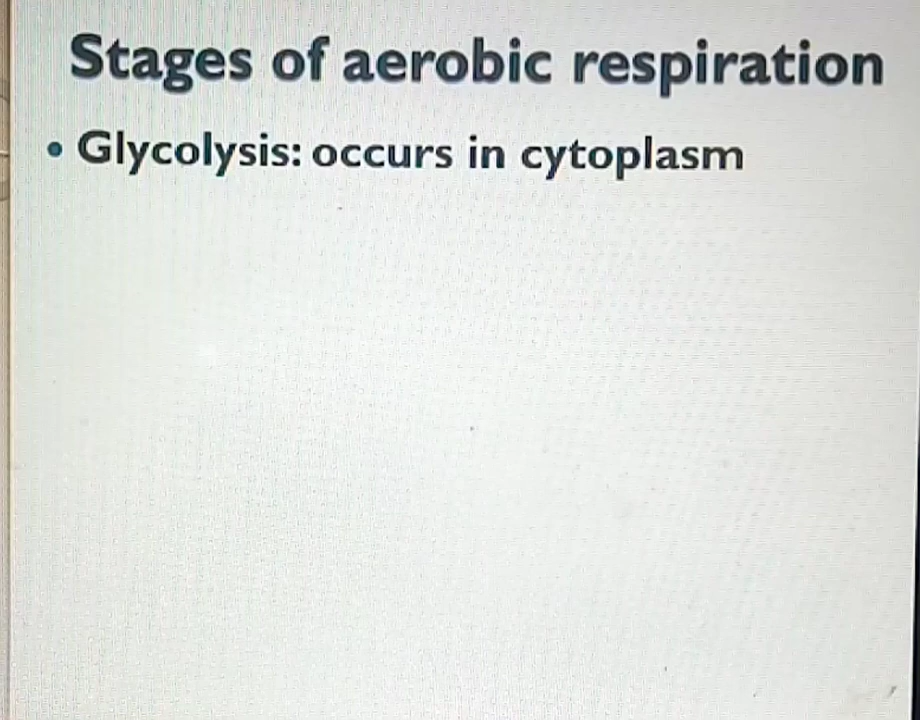 Stages of aerobic respiration
• Glycolysis: occurs in cytoplasm